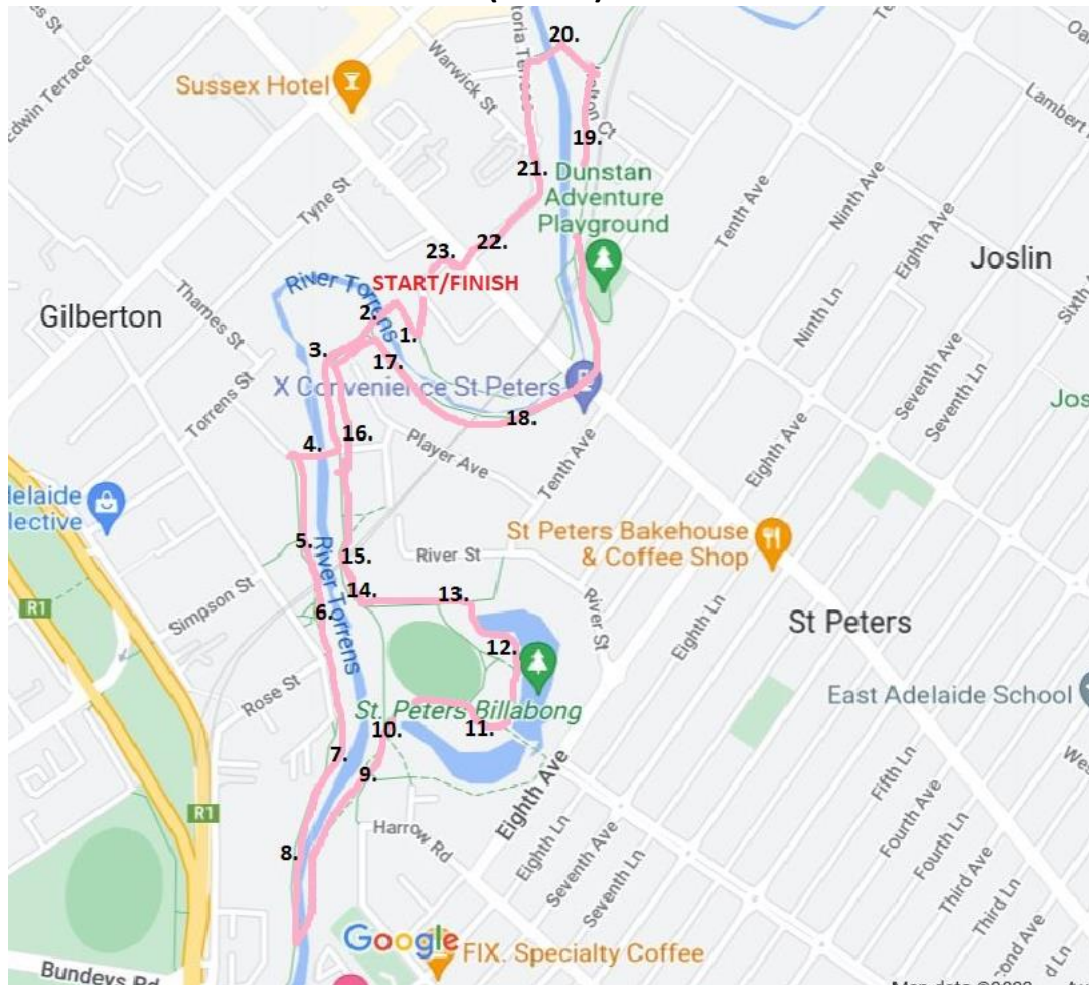 20.
Sussex Hotel
Warwick St
19.
21.
Dunstan
Adventure
Playground
Tenth Ave
Ninth Ave
Eighth Ave
Tyne St
22.
23.
START/FINISH
Joslin
River Torrens
Gilberton
Thames St
2.
1.
3.
17.
Ninth Ln
X Convenience St Peters
18.
Seventh Ave
Seventh Ln
Torrens St
16.
4.
Player Ave
Tenth Ave
Eighth Ave
5.
St Peters Bakehouse
& Coffee Shop
River St
River Torrens
15.
R1
Simpson St
6.
14.
13.
River St
Eighth Ln
St Peters
12.
Rose St
East Adelaide School
St. Peters Billabong
10.
11.
7.
9.
R1
Eighth Ave
Fifth Ln
Fourth Ave
Fourth Ln
Third Ave
Third Ln
Harrow Rd
8.
Eighth Ln
Seventh Ave
Seventh Ln
Google
FIX. Specialty Coffee
Bundeys Rd